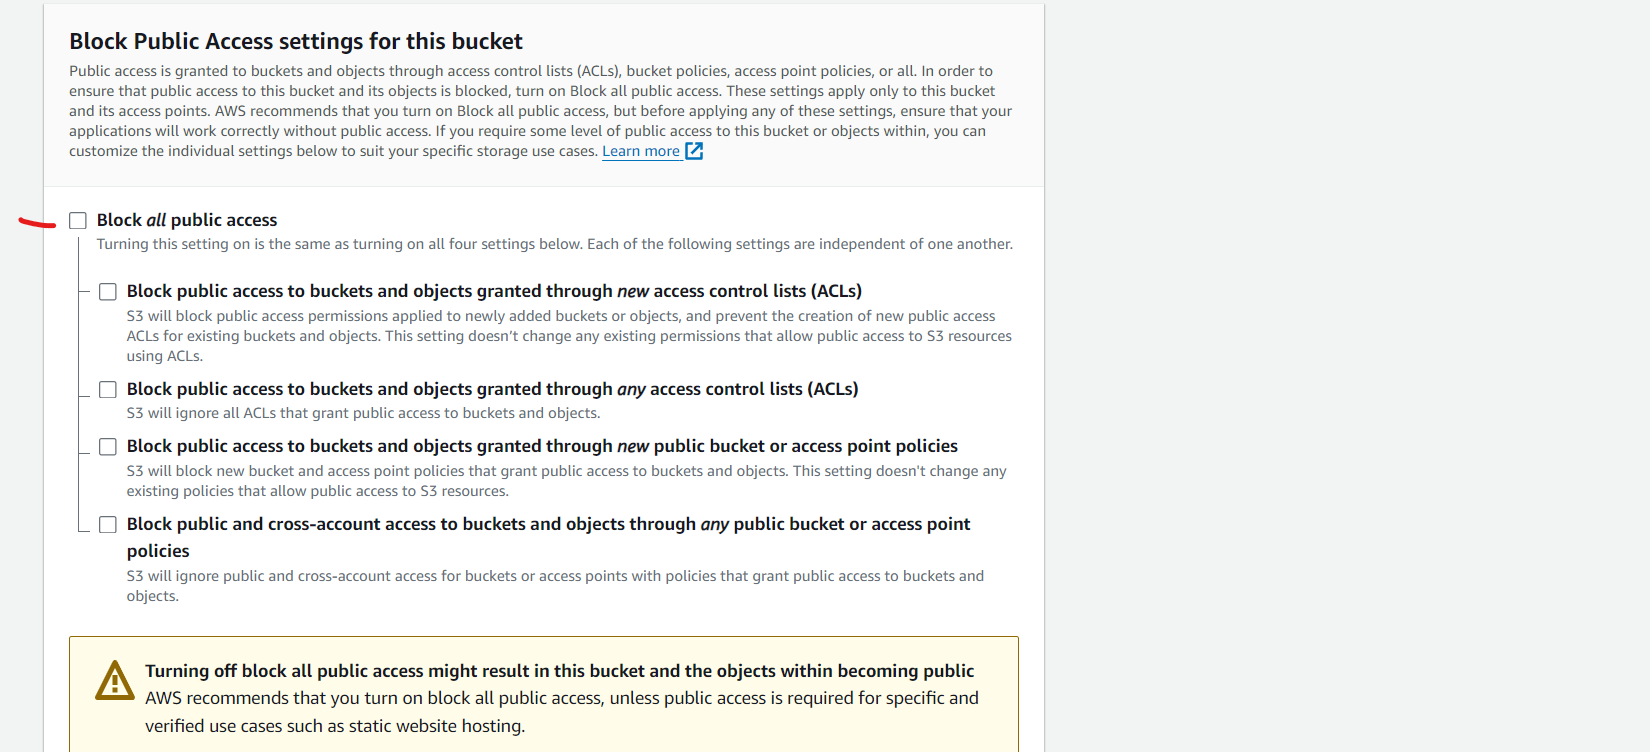 Block Public Access settings for this bucket
Public access is granted to buckets and objects through access control lists (ACLs), bucket policies, access point policies, or all. In order to
ensure that public access to this bucket and its objects is blocked, turn on Block all public access. These settings apply only to this bucket
and its access points. AWS recommends that you turn on Block all public access, but before applying any of these settings, ensure that your
applications will work correctly without public access. If you require some level of public access to this bucket or objects within, you can
customize the individual settings below to suit your specific storage use cases. Learn more
Block all public access
Turning this setting on is the same as turning on all four settings below. Each of the following settings are independent of one another.
Block public access to buckets and objects granted through new access control lists (ACLs)
S3 will block public access permissions applied to newly added buckets or objects, and prevent the creation of new public access
ACLs for existing buckets and objects. This setting doesn't change any existing permissions that allow public access to S3 resources
using ACLs.
Block public access to buckets and objects granted through any access control lists (ACLs)
S3 will ignore all ACLs that grant public access to buckets and objects.
Block public access to buckets and objects granted through new public bucket or access point policies
S3 will block new bucket and access point policies that grant public access to buckets and objects. This setting doesn't change any
existing policies that allow public access to S3 resources.
Block public and cross-account access to buckets and objects through any public bucket or access point
policies
S3 will ignore public and cross-account access for buckets or access points with policies that grant public access to buckets and
objects.
Turning off block all public access might result in this bucket and the objects within becoming public
AWS recommends that you turn on block all public access, unless public access is required for specific and
verified use cases such as static website hosting.